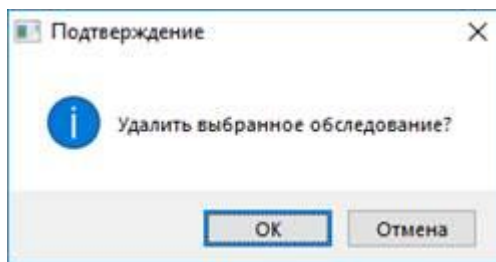 Подтверждение
Удалить выбранное обследование?
OK
Отмена